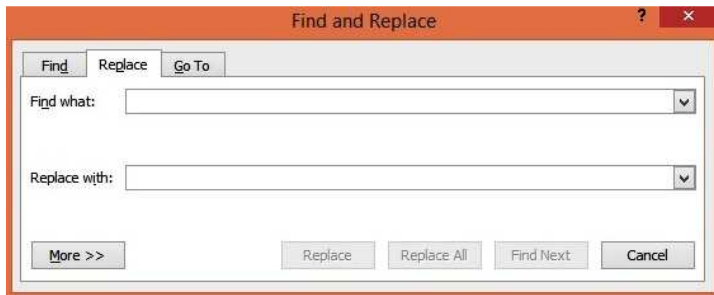 Find and Replace ? ×
Find Replace Go To
Find what:
Replace with:
More >> Replace Replace All Find Next Cancel